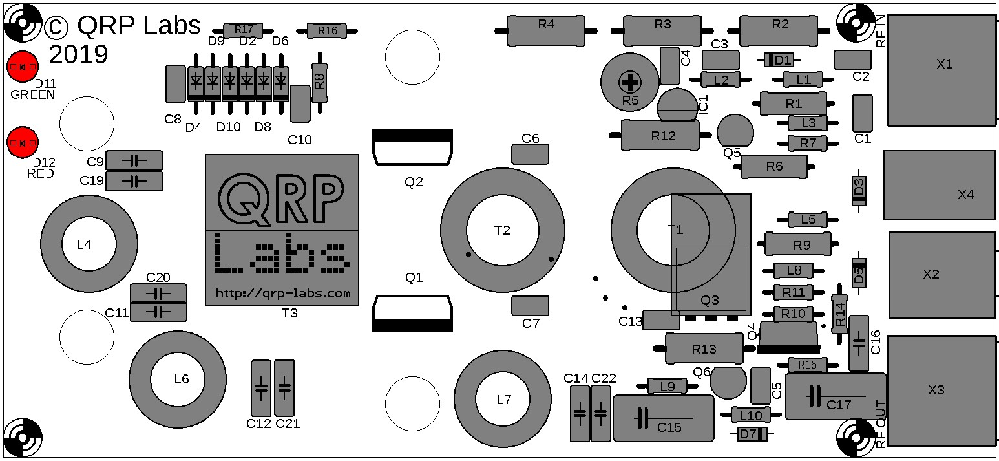 © QRP Labs
2019
R17
R16
R4
R3
R2
RF IN
D9
D2
D6
C4
C3
D1
X1
R8
D11
GREEN
L2
L1
C2
R5
IC1
R1
C8
D4
D10
D8
L3
C10
C6
R12
C1
Q5
R7
D12
RED
C9
C19
Q2
R6
D3
X4
QRP
Labs
http://qrp-labs.com
T3
L4
T2
T1
L5
R9
L8
D5
X2
C20
C11
Q1
R11
Q3
R10
R14
C13
C7
Q4
C16
R13
R15
L6
Q6
C14
C22
L9
C5
X3
L7
C17
C12
C21
C15
L10
D7
RF OUT